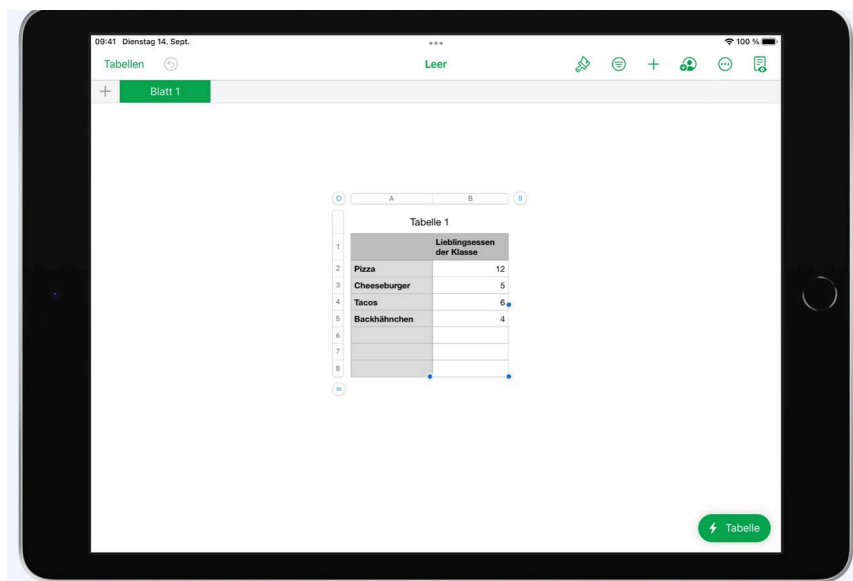 09:41 Dienstag 14. Sept.
100 %
Tabellen
Leer
Blatt 1
A B
Tabelle 1
1 Lieblingsessen
der Klasse
2 Pizza 12
3 Cheeseburger 5
4 Tacos 6
5 Backhähnchen 4
6
7
8
Tabelle